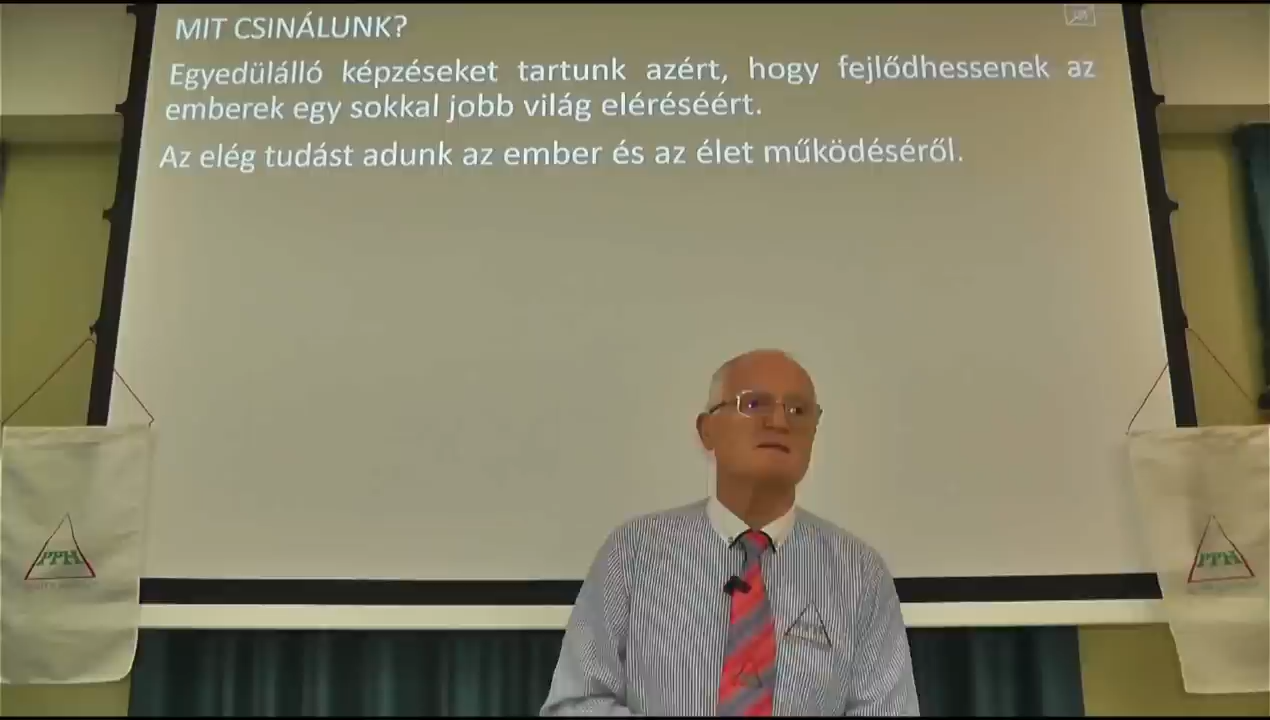 MIT CSINÁLUNK?
Egyedülálló képzéseket tartunk azért, hogy fejlődhessenek az
emberek egy sokkal jobb világ eléréséért.
Az elég tudást adunk az ember és az élet működéséről.
PPH
PPH
PPH